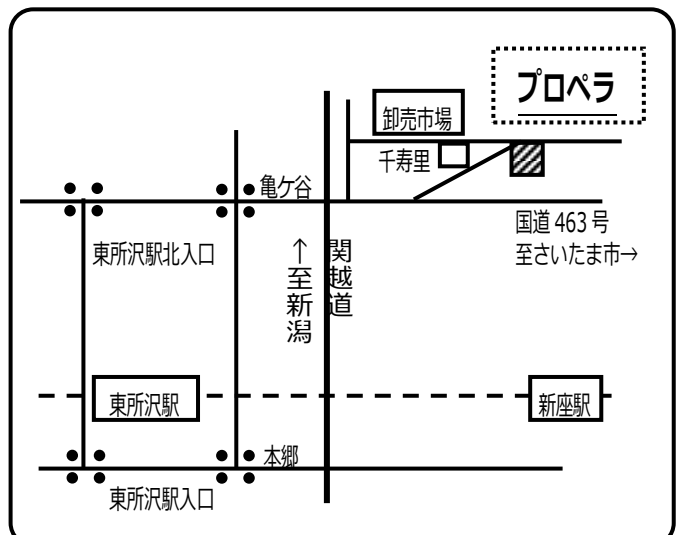 プロペラ
卸売市場
千寿里
亀ケ谷
国道 463 号
至さいたま市→
東所沢駅北入口
関越道
↑至新潟
東所沢駅
新座駅
本郷
東所沢駅入口